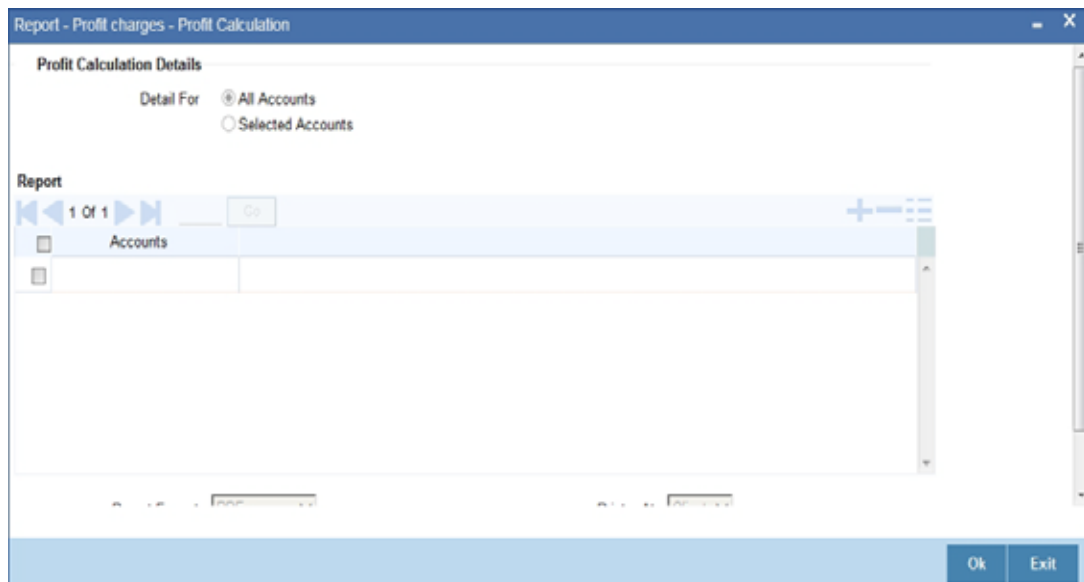 Report - Profit charges - Profit Calculation
Profit Calculation Details
Detail For All Accounts
Selected Accounts
Report
1 Of 1 Go
Accounts
Ok Exit